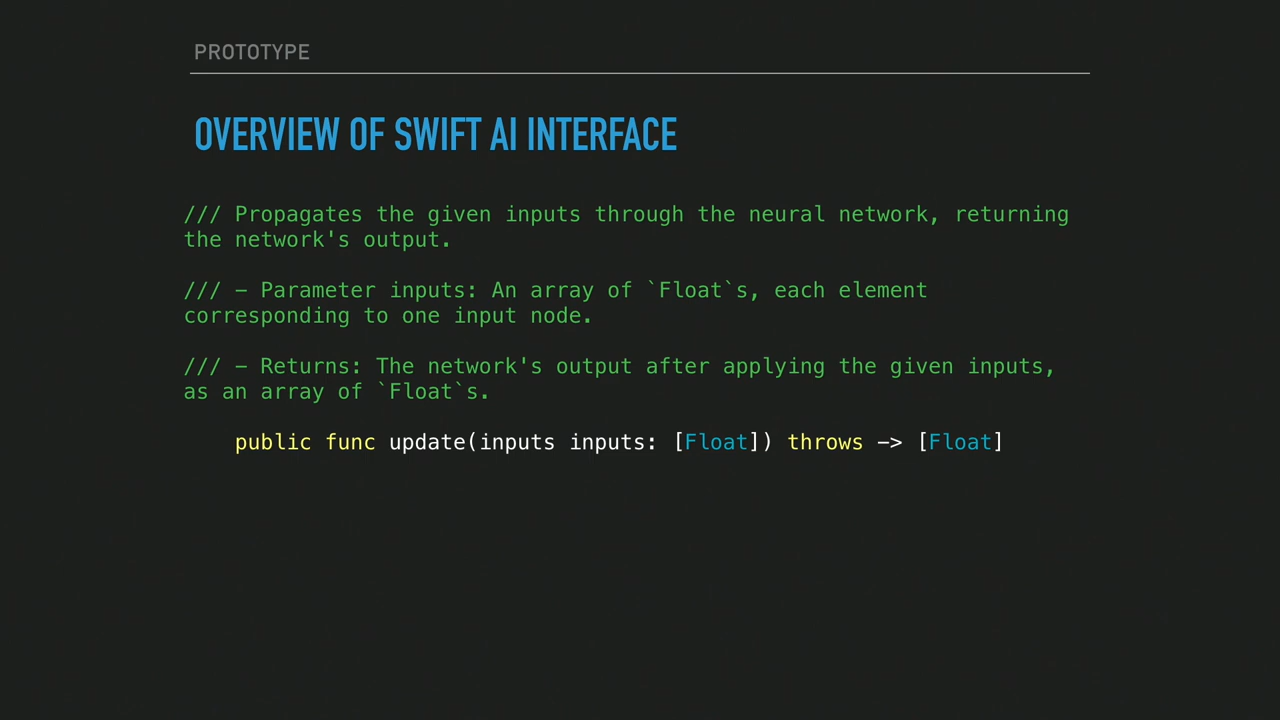 PROTOTYPE
OVERVIEW OF SWIFT AI INTERFACE
/// Propagates the given inputs through the neural network, returning
the network's output.
/// – Parameter inputs: An array of `Float`s, each element
corresponding to one input node.
/// – Returns: The network's output after applying the given inputs,
as an array of `Float`s.
public func update(inputs inputs: [Float]) throws –> [Float]